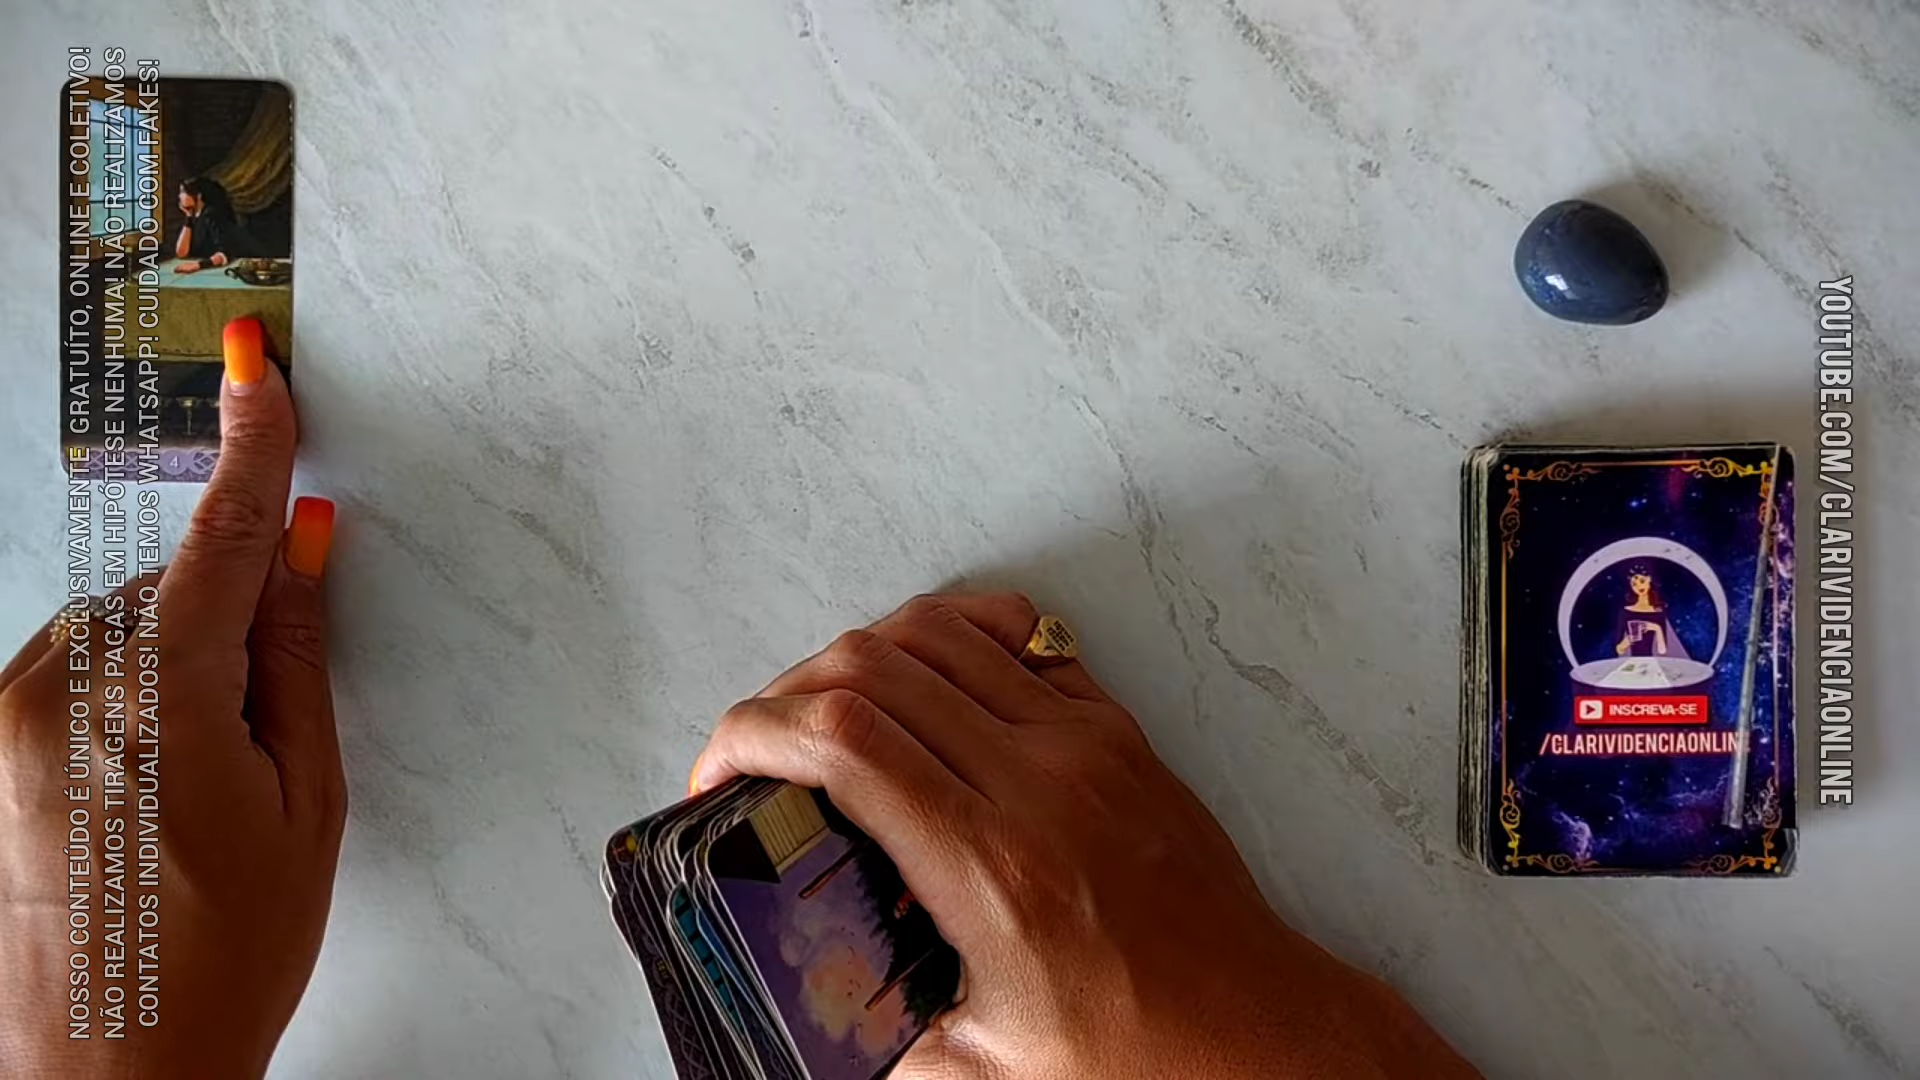 NOSSO CONTEÚDO É ÚNICO E EXCLUSIVAMENTE GRATUÍTO, ONLINE E COLETIVO!
NÃO REALIZAMOS TIRAGENS PAGAS EM HIPÓTESE NENHUMA! NÃO REALIZAMOS
CONTATOS INDIVIDUALIZADOS! NÃO TEMOS WHATSAPP! CUIDADO COM FAKES!
4
INSCREVA-SE
/CLARIVIDENCIAONLINE
YOUTUBE.COM/CLARIVIDENCIAONLINE